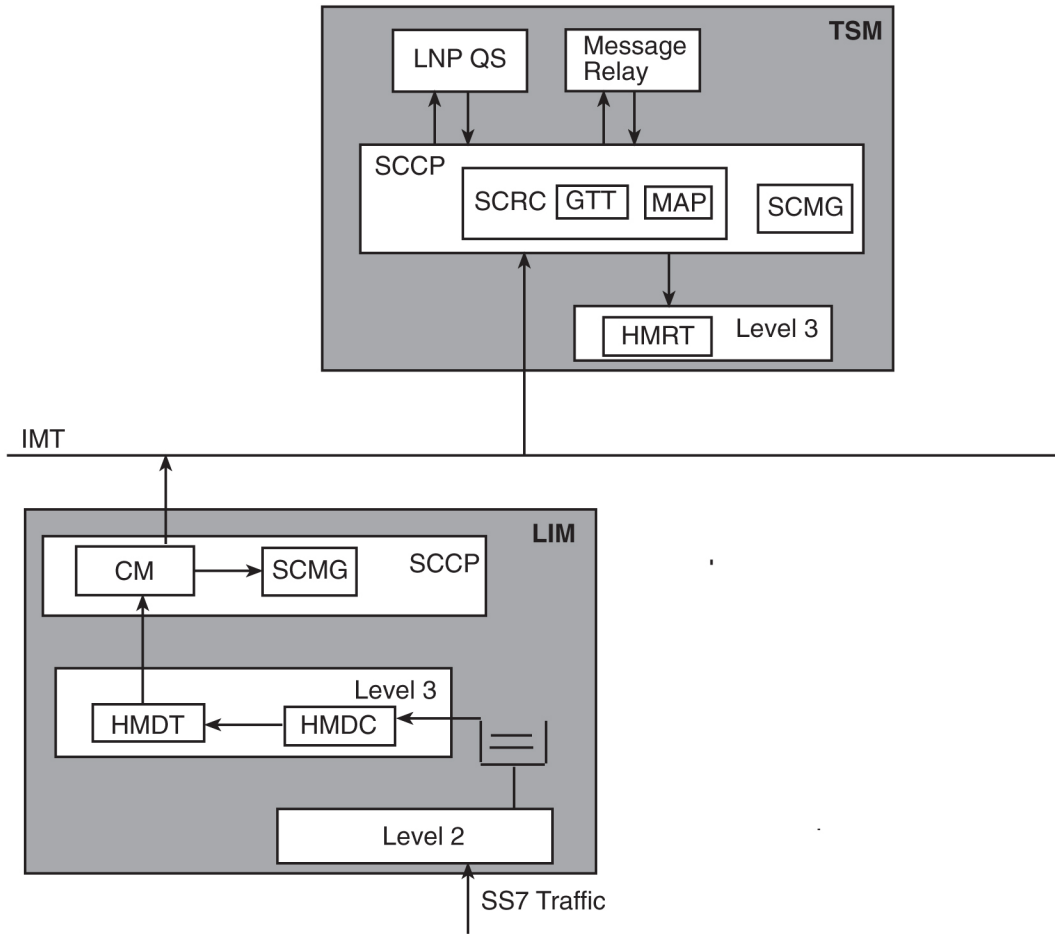 TSM
LNP QS
Message
Relay
SCCP
SCRC
GTT
MAP
SCMG
HMRT
Level 3
IMT
LIM
CM
SCMG
SCCP
Level 3
HMDT
HMDC
Level 2
SS7 Traffic